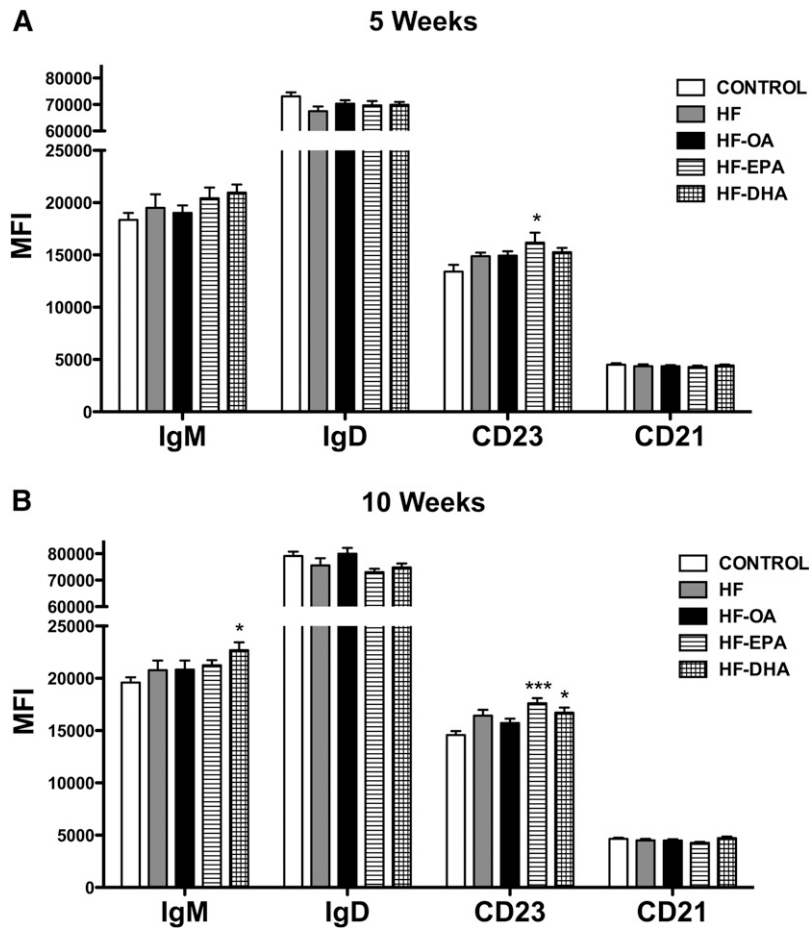 A
5 Weeks
80000
70000
60000
25000
20000
15000
10000
5000
0
MFI
CONTROL
HF
HF-OA
HF-EPA
HF-DHA
*
IgM
IgD
CD23
CD21
B
10 Weeks
80000
70000
60000
25000
20000
15000
10000
5000
0
MFI
CONTROL
HF
HF-OA
HF-EPA
HF-DHA
*
***
*
IgM
IgD
CD23
CD21